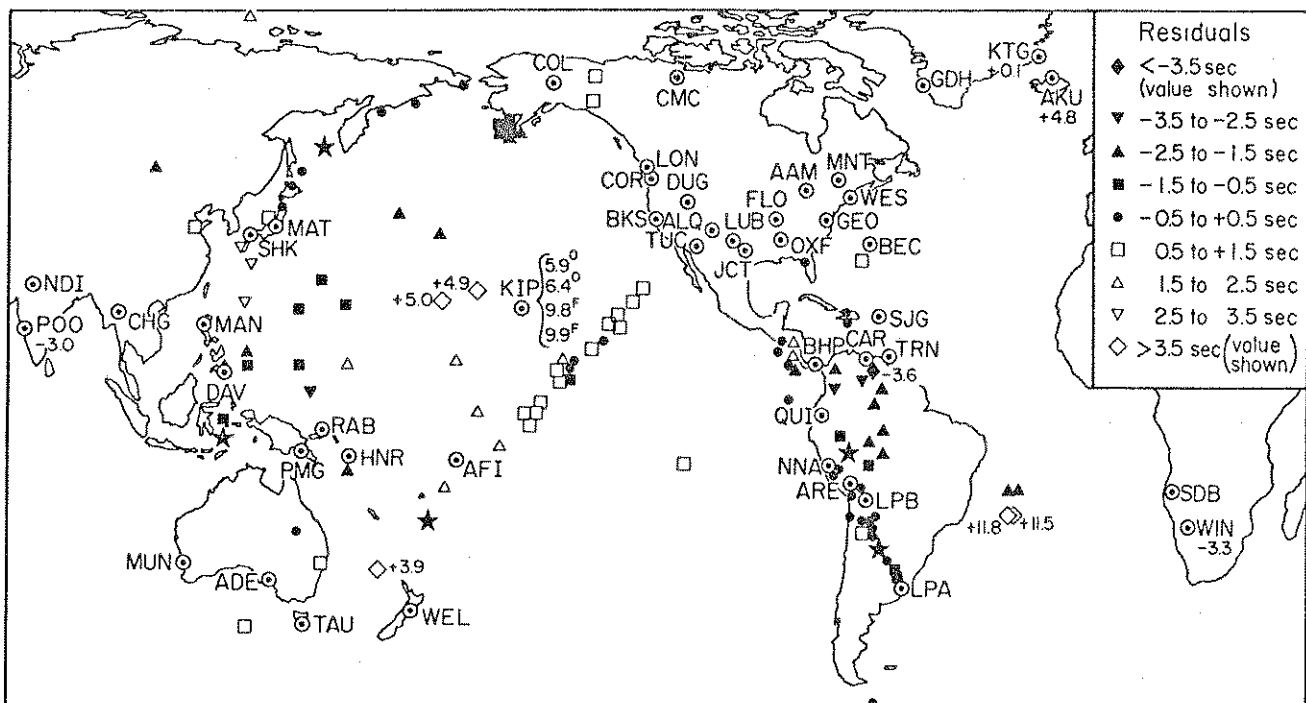 Residuals
<-3.5 sec
(value shown)
-3.5 to -2.5 sec
-2.5 to -1.5 sec
-1.5 to -0.5 sec
-0.5 to +0.5 sec
0.5 to +1.5 sec
1.5 to 2.5 sec
2.5 to 3.5 sec
>3.5 sec (value
shown)
KTG
+0.1
COL
CMC
GDH
AKU
+4.8
LON
COR
DUG
AAM
MNT
WES
FLO
BKS
ALQ
LUB
GEO
MAT
SHK
TUC
OXF
BEC
JCT
NDI
+4.9
+5.0
KIP
5.9⁰
6.4⁰
9.8ᶠ
9.9ᶠ
POO
-3.0
CHG
MAN
SJG
BHP
CAR
TRN
-3.6
DAV
QUI
RAB
PMG
HNR
AFI
NNA
ARE
LPB
SDB
+11.8
+11.5
WIN
-3.3
MUN
ADE
+3.9
LPA
TAU
WEL